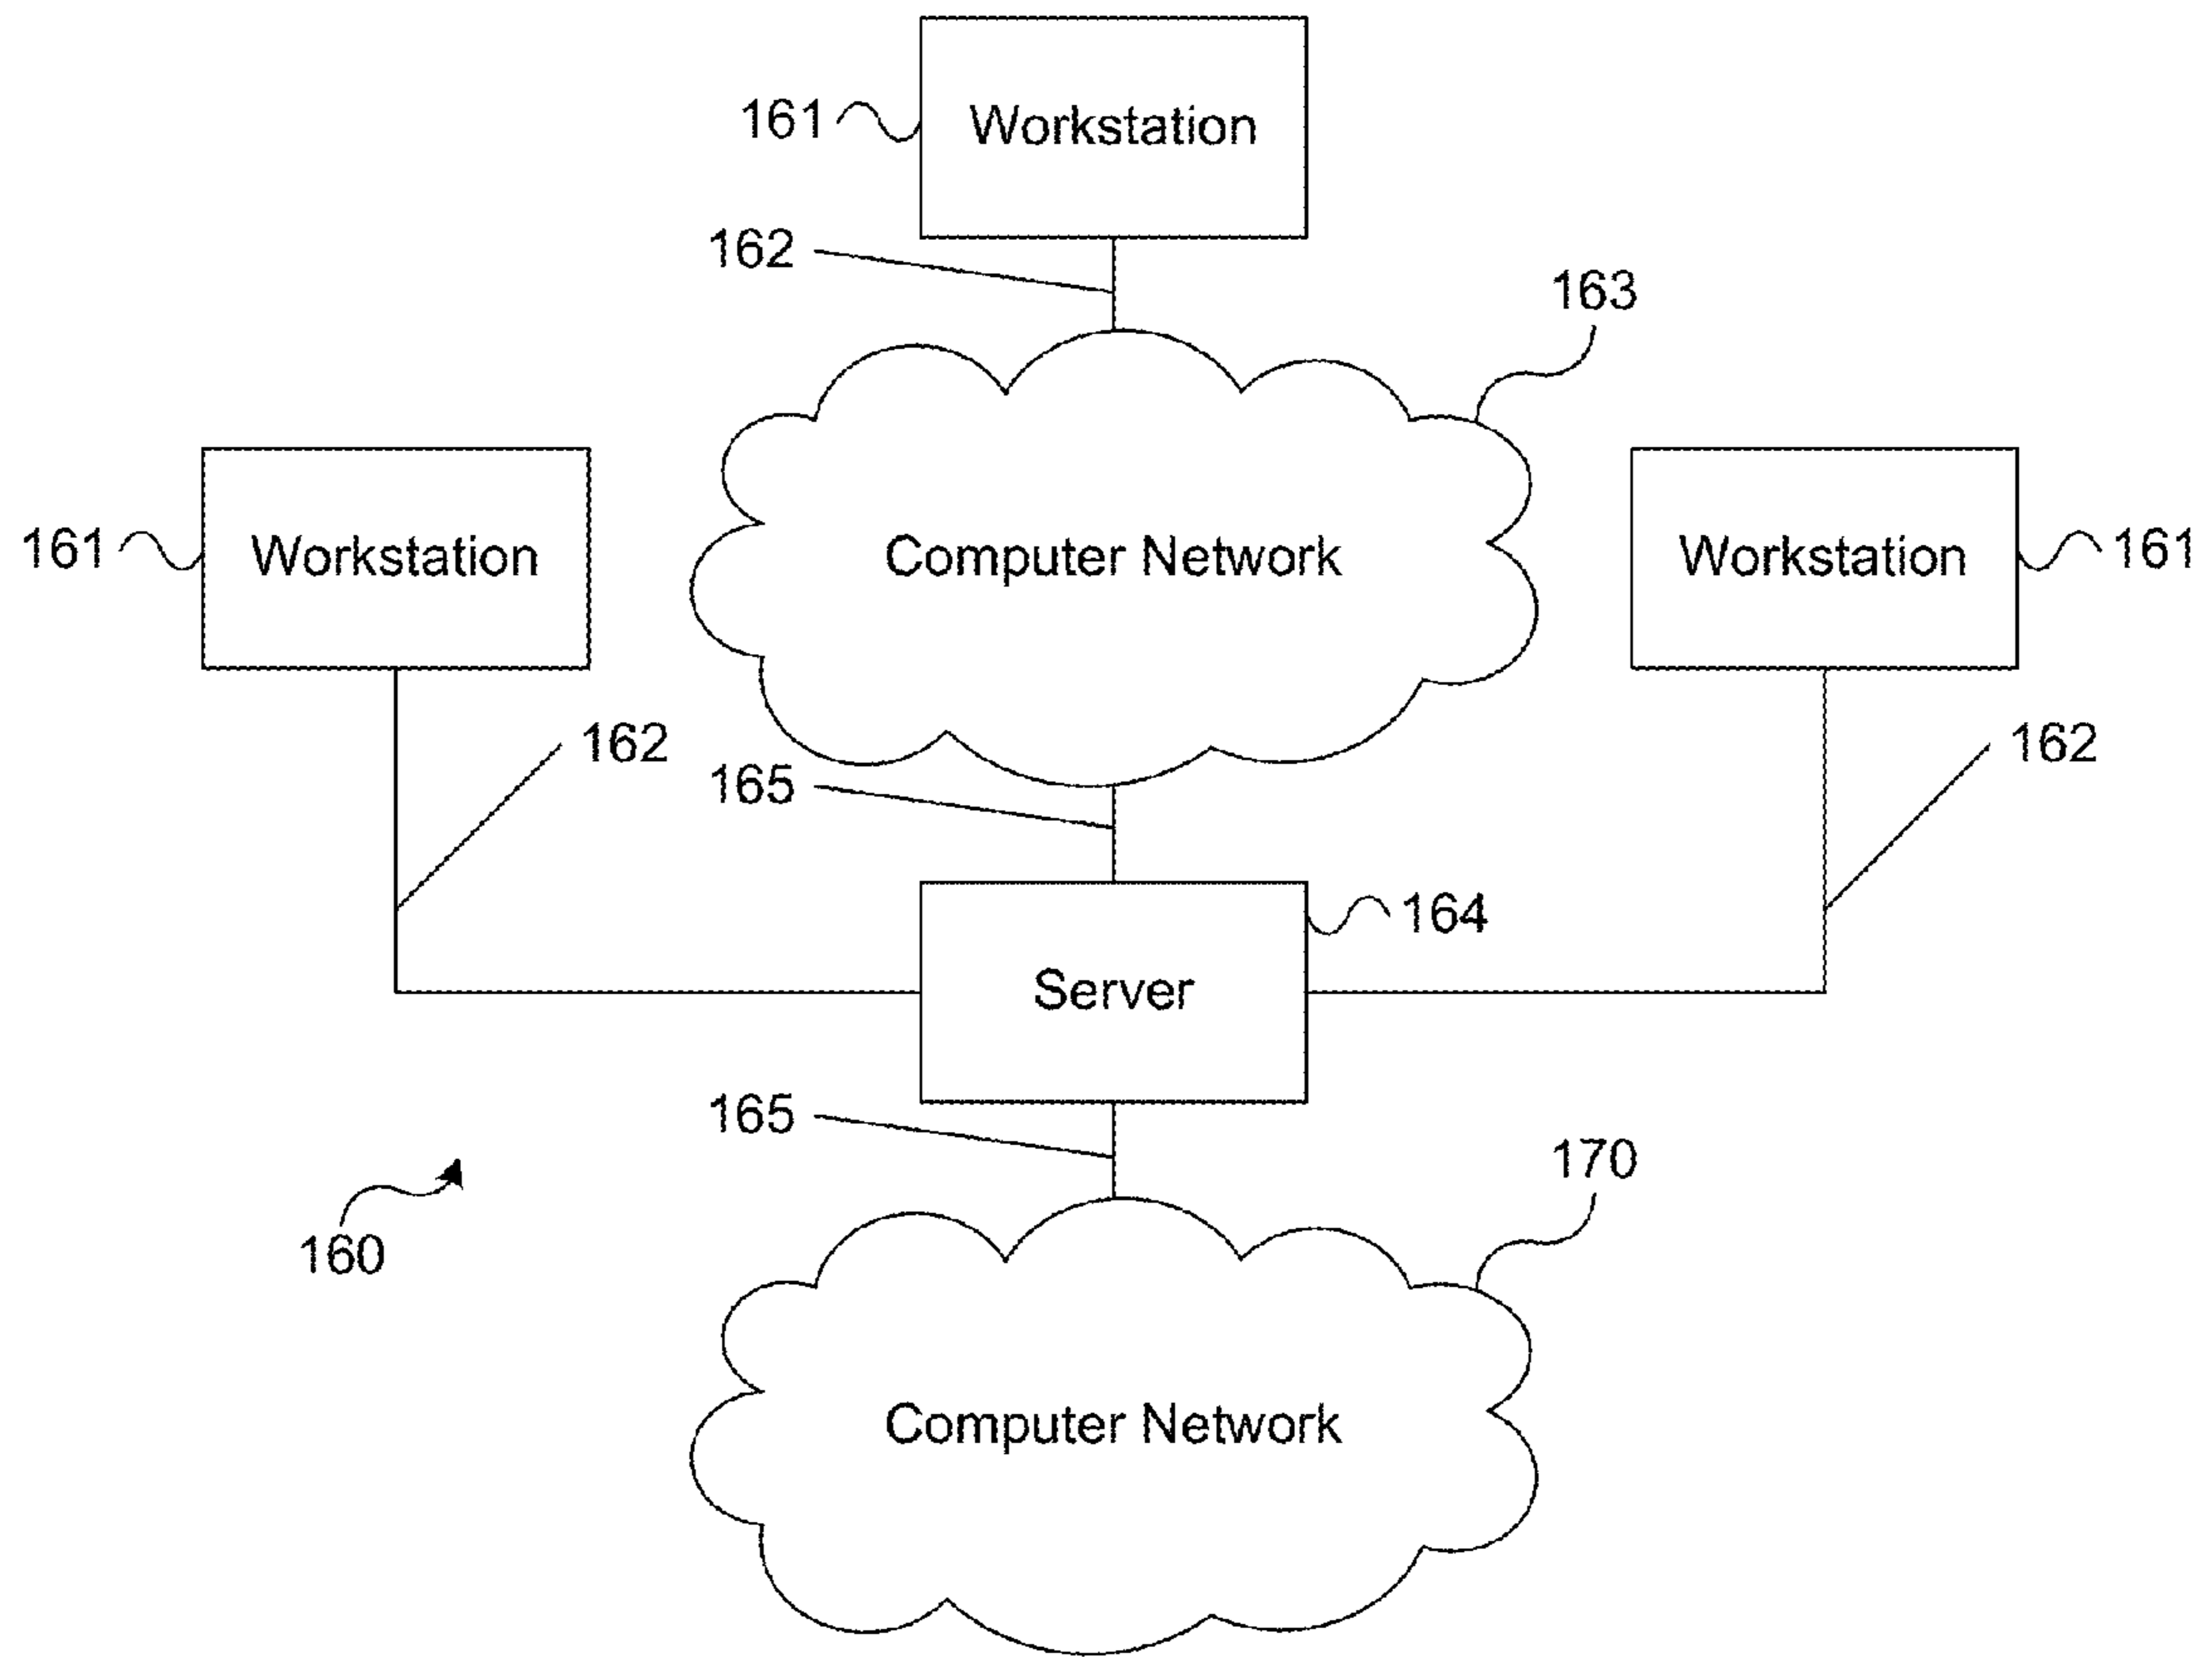 161
Workstation
162
163
161
Workstation
Computer Network
Workstation
161
162
162
165
164
Server
165
170
160
Computer Network